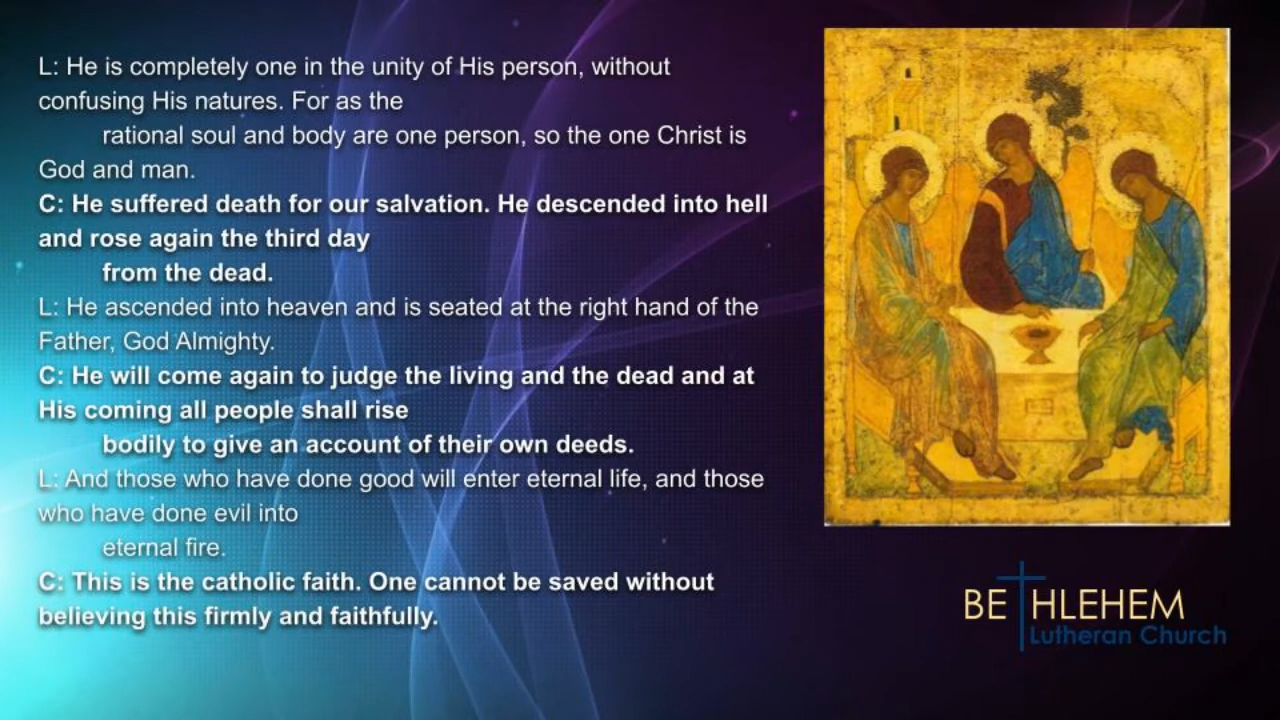 L: He is completely one in the unity of His person, without
confusing His natures. For as the
rational soul and body are one person, so the one Christ is
God and man.
C: He suffered death for our salvation. He descended into hell
and rose again the third day
from the dead.
L: He ascended into heaven and is seated at the right hand of the
Father, God Almighty.
C: He will come again to judge the living and the dead and at
His coming all people shall rise
bodily to give an account of their own deeds.
L: And those who have done good will enter eternal life, and those
who have done evil into
eternal fire.
C: This is the catholic faith. One cannot be saved without
believing this firmly and faithfully.
BETHLEHEM
Lutheran Church